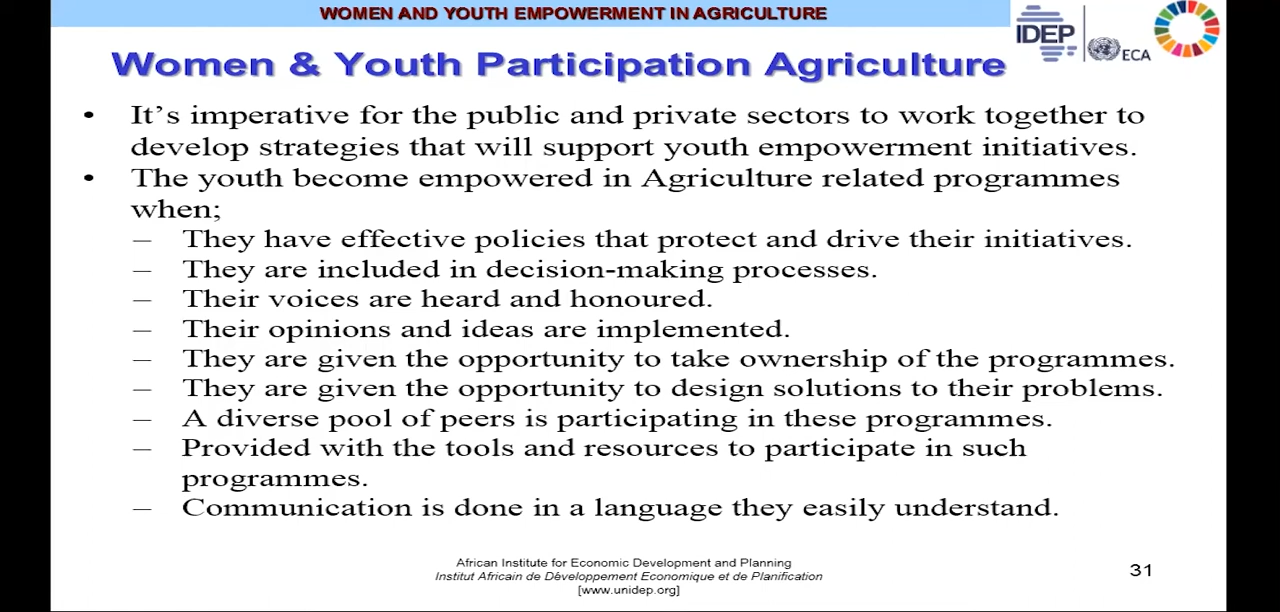 WOMEN AND YOUTH EMPOWERMENT IN AGRICULTURE
IDEP
ECA
Women & Youth Participation Agriculture
• It's imperative for the public and private sectors to work together to
develop strategies that will support youth empowerment initiatives.
• The youth become empowered in Agriculture related programmes
when;
– They have effective policies that protect and drive their initiatives.
– They are included in decision-making processes.
– Their voices are heard and honoured.
– Their opinions and ideas are implemented.
– They are given the opportunity to take ownership of the programmes.
– They are given the opportunity to design solutions to their problems.
– A diverse pool of peers is participating in these programmes.
– Provided with the tools and resources to participate in such
programmes.
– Communication is done in a language they easily understand.
African Institute for Economic Development and Planning
Institut Africain de Développement Economique et de Planification
[www.unidep.org]
31